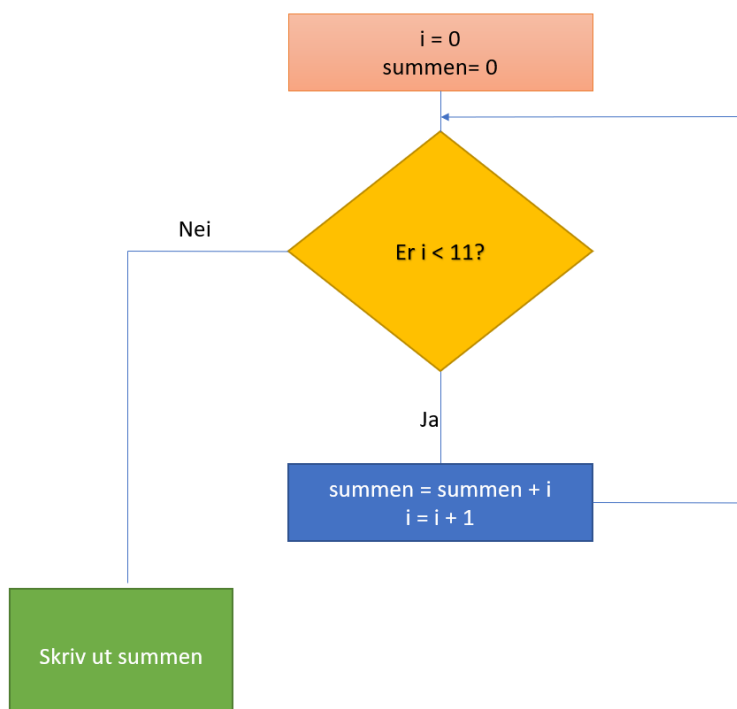 i = 0
summen= 0
Nei
Er i < 11?
Ja
summen = summen + i
i = i + 1
Skriv ut summen